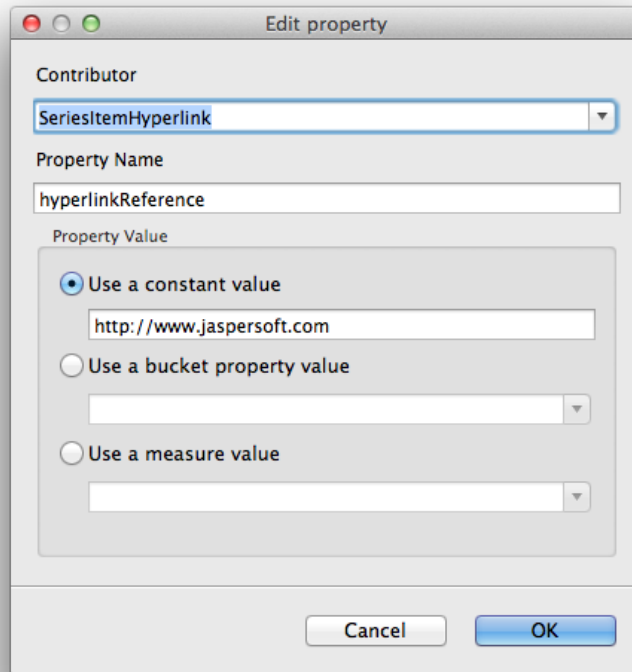 Edit property
Contributor
SeriesItemHyperlink
Property Name
hyperlinkReference
Property Value
Use a constant value
http://www.jaspersoft.com
Use a bucket property value
Use a measure value
Cancel
OK